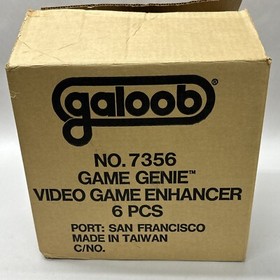 galoob
NO. 7356
GAME GENIE™
VIDEO GAME ENHANCER
6 PCS
PORT: SAN FRANCISCO
MADE IN TAIWAN
C/NO.